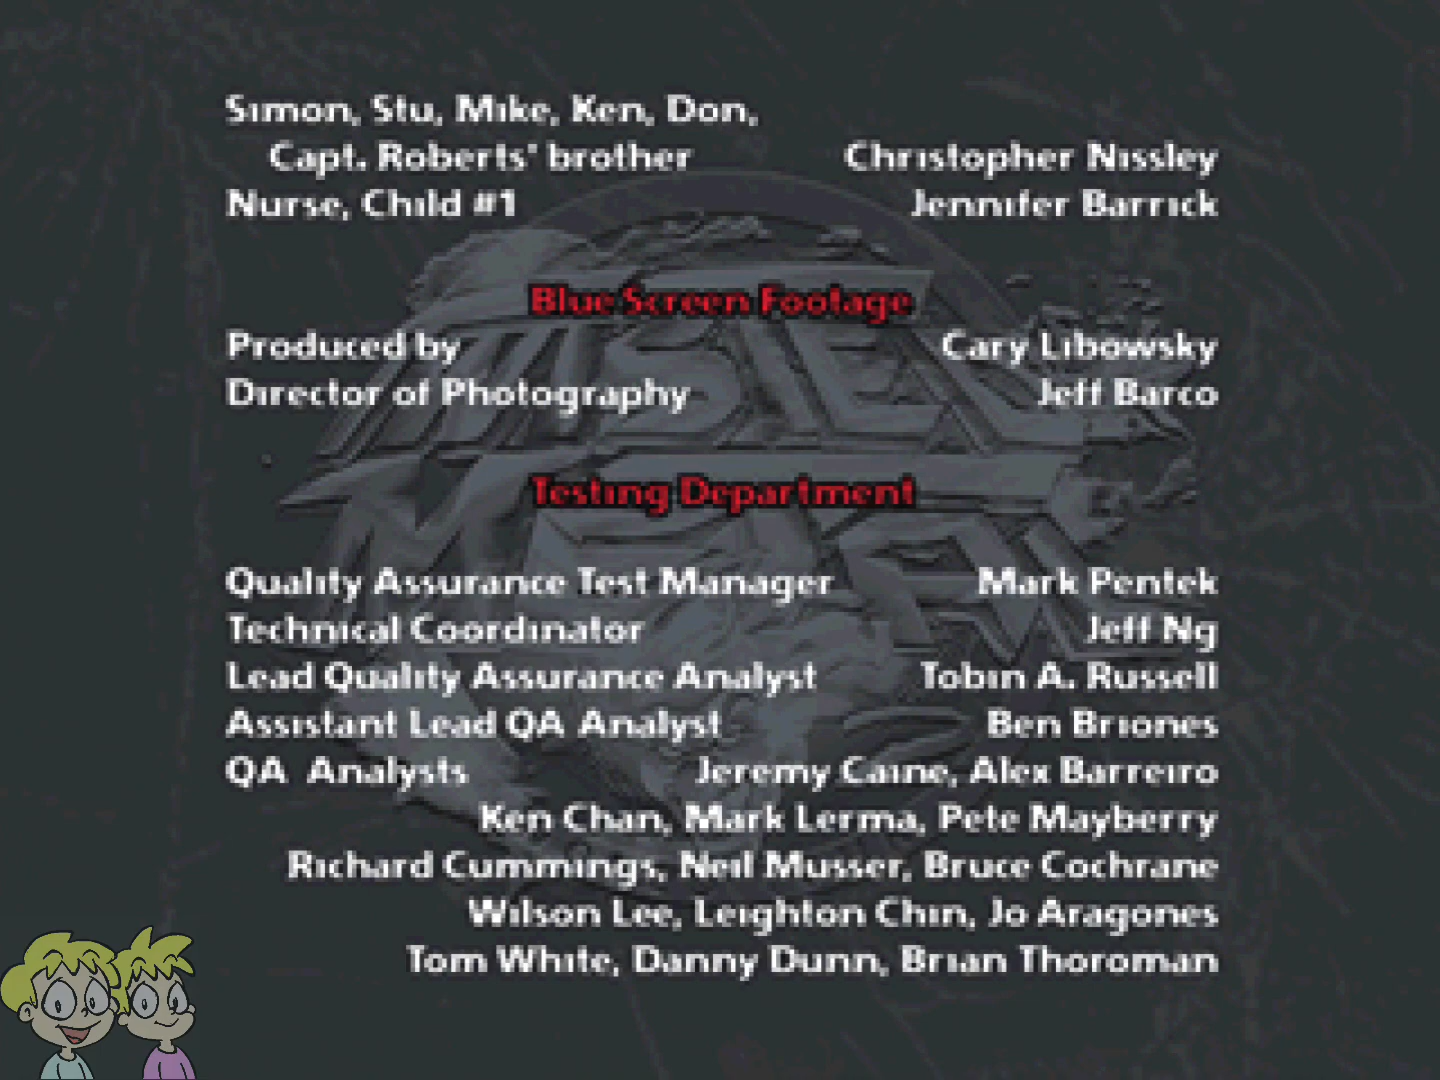 Simon, Stu, Mike, Ken, Don,
Capt. Roberts' brother Christopher Nissley
Nurse, Child #1 Jennifer Barrick
Blue Screen Footage
Produced by Cary Libowsky
Director of Photography Jeff Barco
TWISTED
METAL
Testing Department
Quality Assurance Test Manager Mark Pentek
Technical Coordinator Jeff Ng
Lead Quality Assurance Analyst Tobin A. Russell
Assistant Lead QA Analyst Ben Briones
QA Analysts Jeremy Caine, Alex Barreiro
Ken Chan, Mark Lerma, Pete Mayberry
Richard Cummings, Neil Musser, Bruce Cochrane
Wilson Lee, Leighton Chin, Jo Aragones
Tom White, Danny Dunn, Brian Thoroman